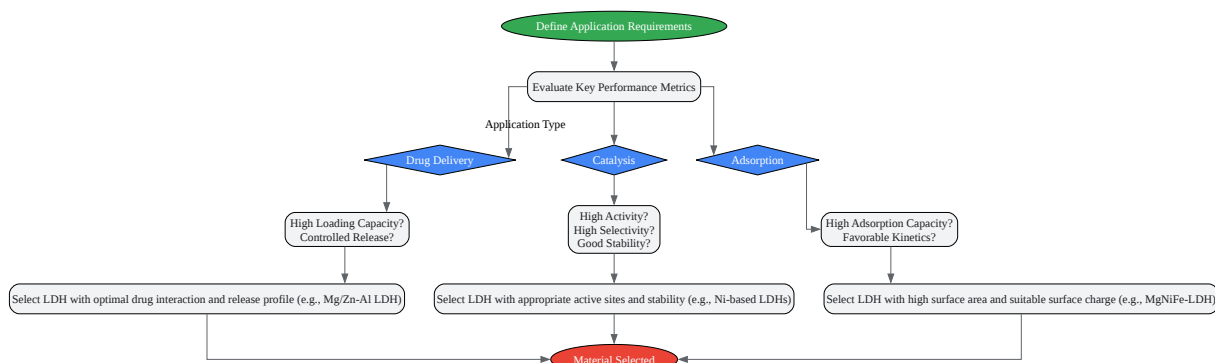 Define Application Requirements
Evaluate Key Performance Metrics
Application Type
Drug Delivery
Catalysis
Adsorption
High Loading Capacity?
Controlled Release?
High Activity?
High Selectivity?
Good Stability?
High Adsorption Capacity?
Favorable Kinetics?
Select LDH with optimal drug interaction and release profile (e.g., Mg/Zn-Al LDH)
Select LDH with appropriate active sites and stability (e.g., Ni-based LDHs)
Select LDH with high surface area and suitable surface charge (e.g., MgNiFe-LDH)
Material Selected